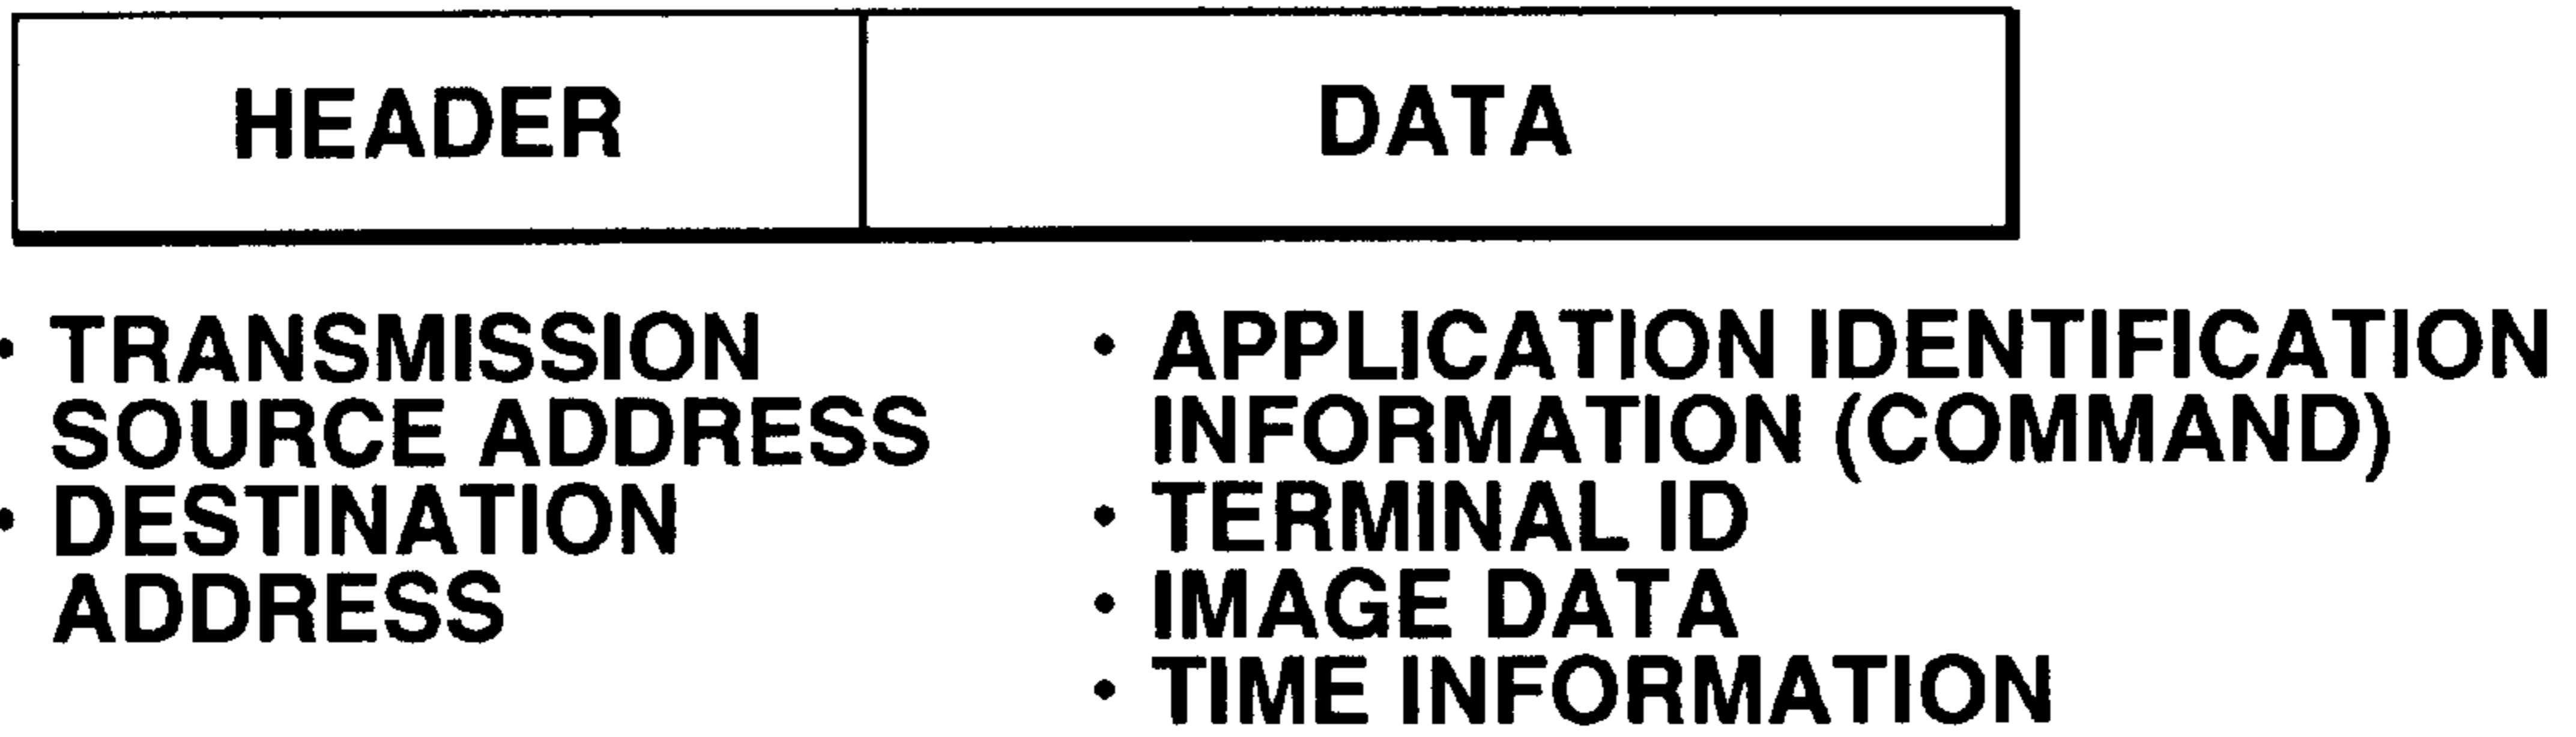 HEADER
DATA
• TRANSMISSION
SOURCE ADDRESS
• DESTINATION
ADDRESS
• APPLICATION IDENTIFICATION
INFORMATION (COMMAND)
• TERMINAL ID
• IMAGE DATA
• TIME INFORMATION